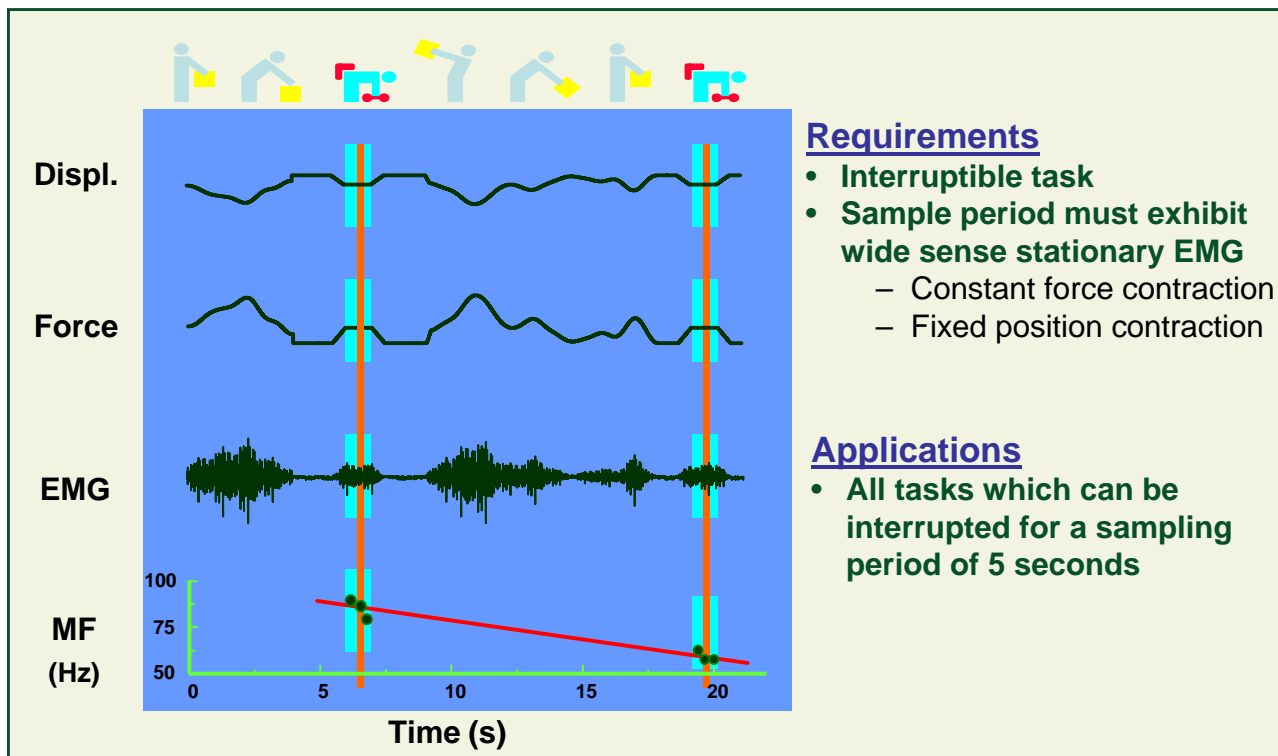 Displ.
Force
EMG
MF
(Hz)
100
75
50
0
5
10
15
20
Time (s)
Requirements
• Interruptible task
• Sample period must exhibit
wide sense stationary EMG
– Constant force contraction
– Fixed position contraction
Applications
• All tasks which can be
interrupted for a sampling
period of 5 seconds